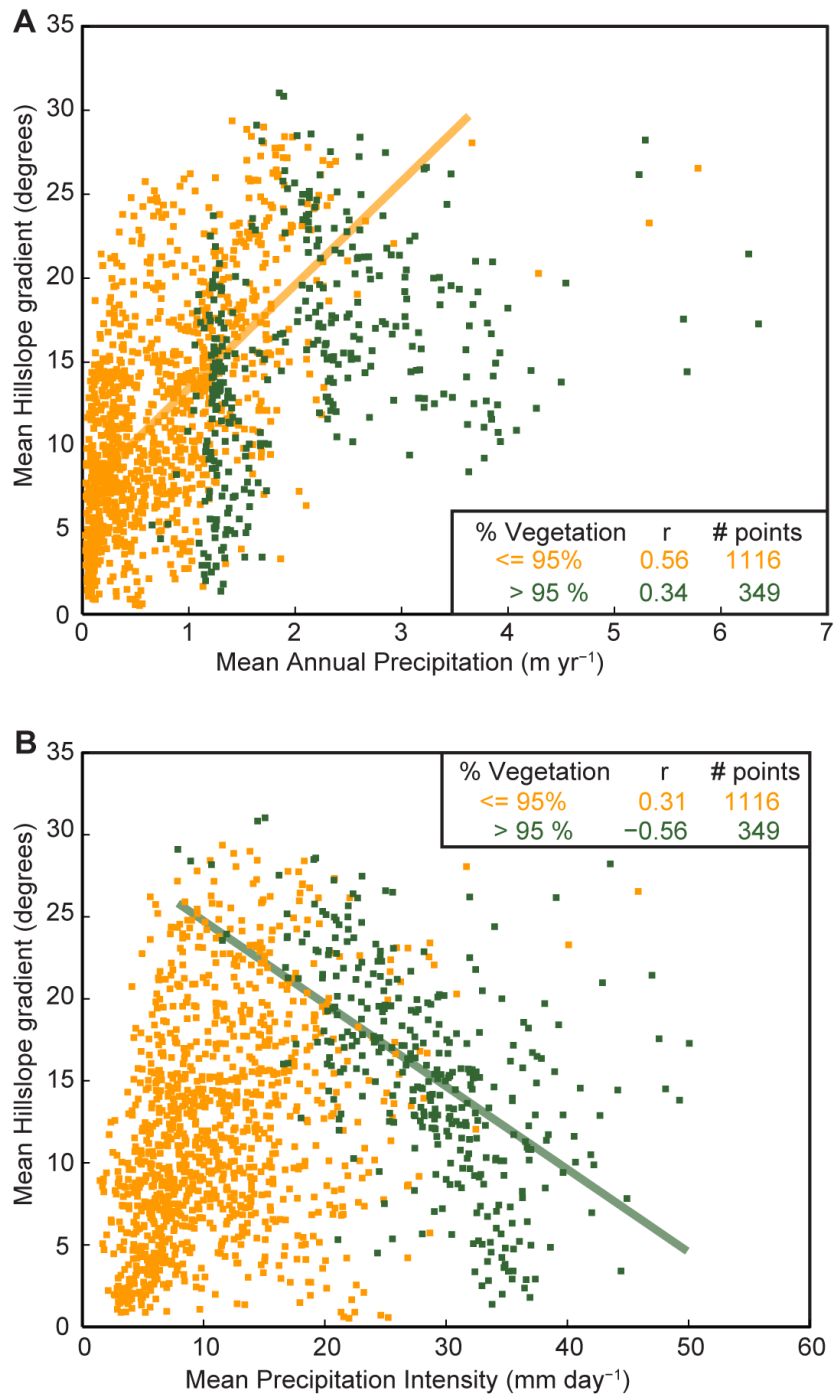 A
35
30
25
20
15
10
5
0
Mean Hillslope gradient (degrees)
% Vegetation r # points
<= 95% 0.56 1116
> 95 % 0.34 349
0 1 2 3 4 5 6 7
Mean Annual Precipitation (m yr⁻¹)
B
35
30
25
20
15
10
5
0
Mean Hillslope gradient (degrees)
% Vegetation r # points
<= 95% 0.31 1116
> 95 % −0.56 349
0 10 20 30 40 50 60
Mean Precipitation Intensity (mm day⁻¹)